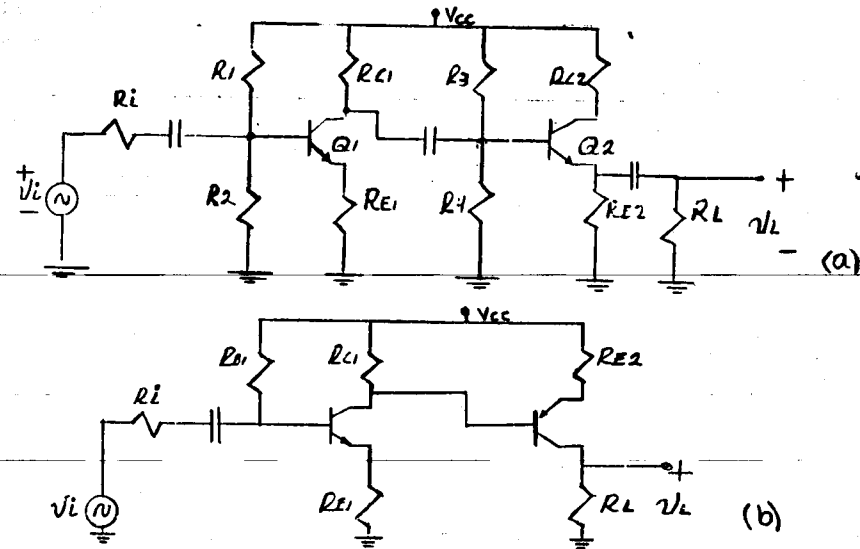 Vcc
R1
RC1
R3
RC2
Ri
Q1
Q2
+
Vi
-
R2
RE1
RE2
RL
+
VL
-
(a)
Vcc
RB1
RC1
RE2
Ri
Vi
RE1
RL
+
VL
(b)